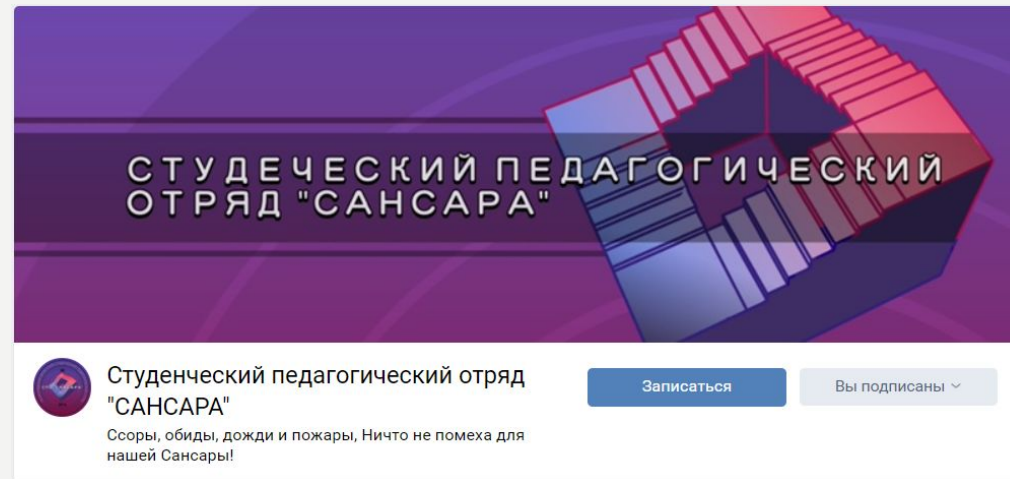 СТУДЕЧЕСКИЙ ПЕДАГОГИЧЕСКИЙ
ОТРЯД "САНСАРА"
Студенческий педагогический отряд
"САНСАРА"
Ссоры, обиды, дожди и пожары, Ничто не помеха для
нашей Сансары!
Записаться
Вы подписаны